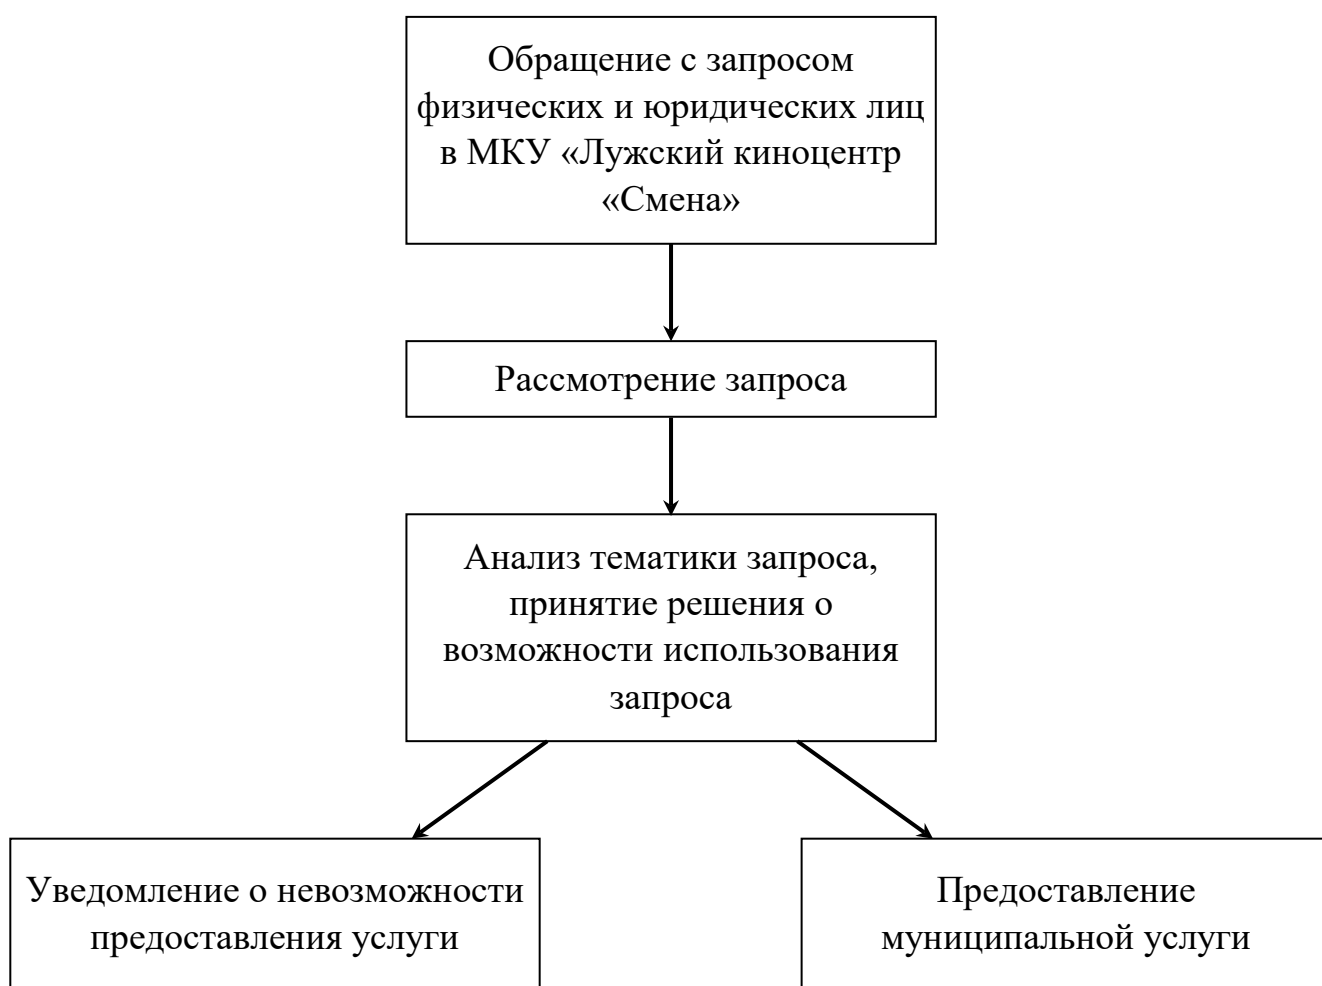 Обращение с запросом
физических и юридических лиц
в МКУ «Лужский киноцентр
«Смена»
Рассмотрение запроса
Анализ тематики запроса,
принятие решения о
возможности использования
запроса
Уведомление о невозможности
предоставления услуги
Предоставление
муниципальной услуги